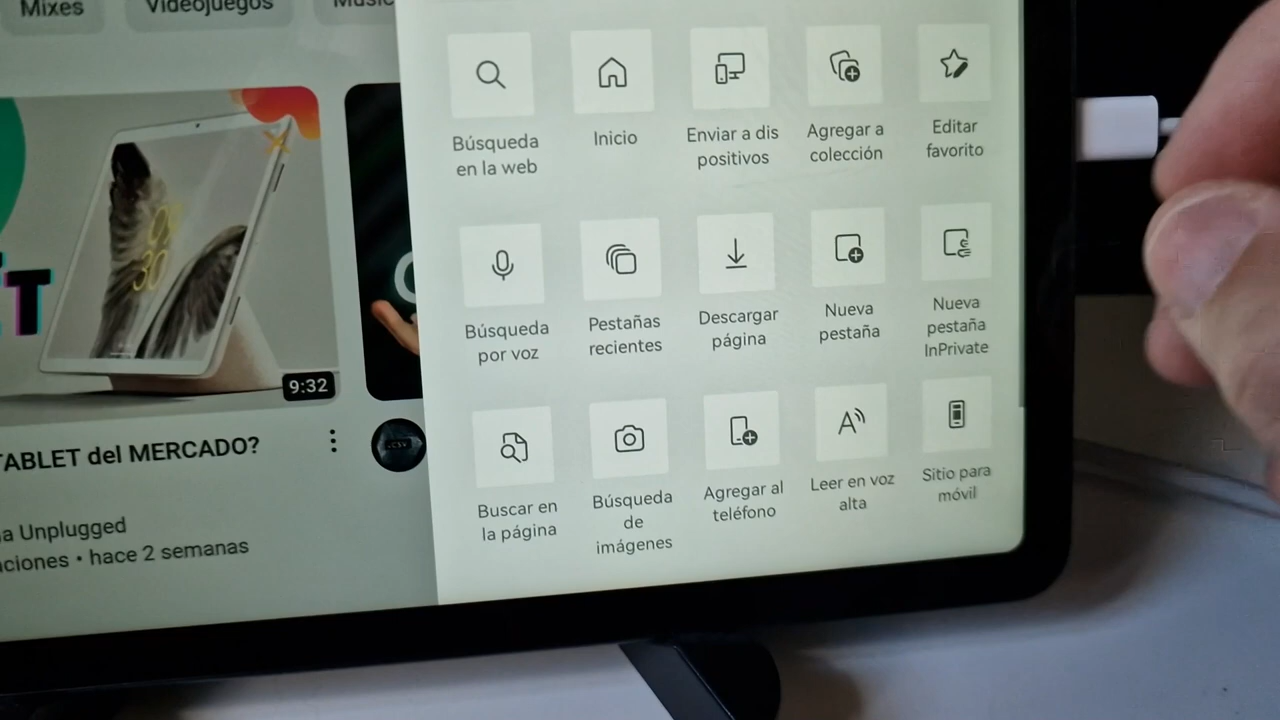 Mixes
Videojuegos
Búsqueda
en la web
Inicio
Enviar a dis
positivos
Agregar a
colección
Editar
favorito
Búsqueda
por voz
Pestañas
recientes
Descargar
página
Nueva
pestaña
Nueva
pestaña
InPrivate
Buscar en
la página
Búsqueda
de
imágenes
Agregar al
teléfono
Leer en voz
alta
Sitio para
móvil
9:32
TABLET del MERCADO?
Unplugged
hace 2 semanas